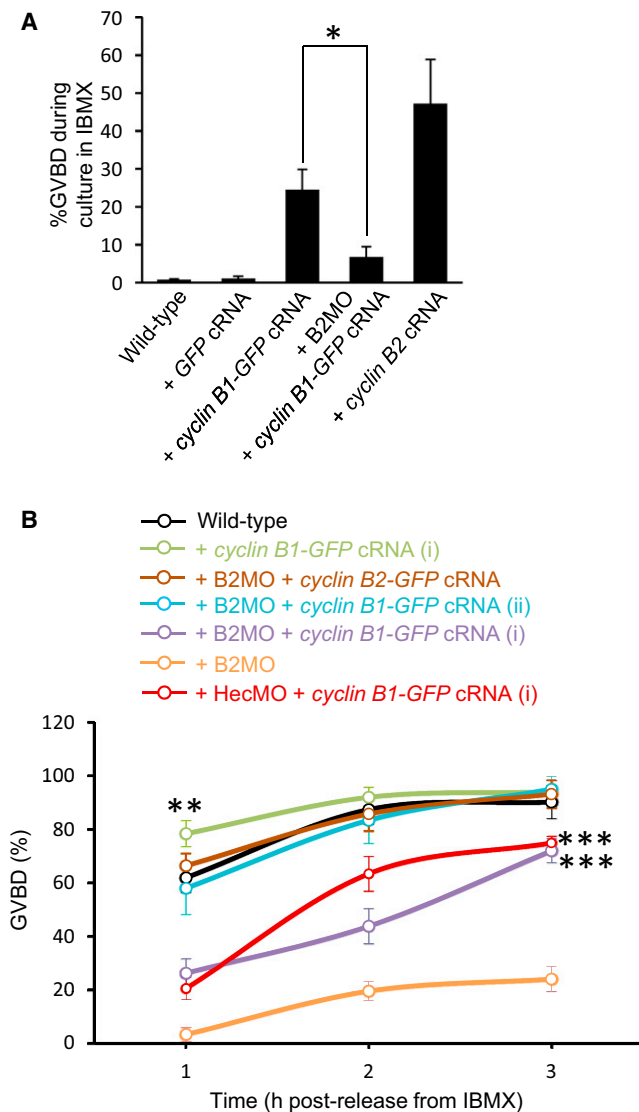 A
%GVBD during
culture in IBMX
70
60
50
40
30
20
10
0
*
Wild-type
+ GFP cRNA
+ cyclin B1-GFP cRNA
+ B2MO
+ cyclin B1-GFP cRNA
+ cyclin B2 cRNA
B
Wild-type
+ cyclin B1-GFP cRNA (i)
+ B2MO + cyclin B2-GFP cRNA
+ B2MO + cyclin B1-GFP cRNA (ii)
+ B2MO + cyclin B1-GFP cRNA (i)
+ B2MO
+ HecMO + cyclin B1-GFP cRNA (i)
GVBD (%)
120
100
80
60
40
20
0
**
***
***
1 2 3
Time (h post-release from IBMX)